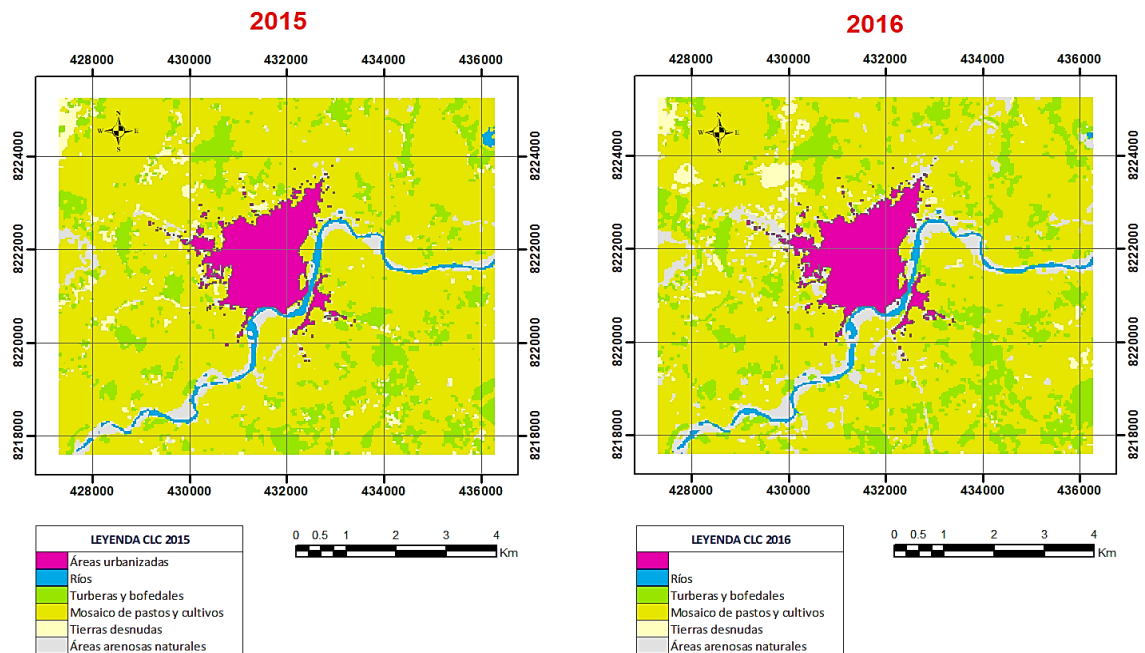 2015
428000 430000 432000 434000 436000
N
W E
S
8224000
8222000
8220000
8218000
8224000
8222000
8220000
8218000
428000 430000 432000 434000 436000
LEYENDA CLC 2015
Áreas urbanizadas
Ríos
Turberas y bofedales
Mosaico de pastos y cultivos
Tierras desnudas
Áreas arenosas naturales
0 0.5 1 2 3 4
Km
2016
428000 430000 432000 434000 436000
N
W E
S
8224000
8222000
8220000
8218000
8224000
8222000
8220000
8218000
428000 430000 432000 434000 436000
LEYENDA CLC 2016
Ríos
Turberas y bofedales
Mosaico de pastos y cultivos
Tierras desnudas
Áreas arenosas naturales
0 0.5 1 2 3 4
Km